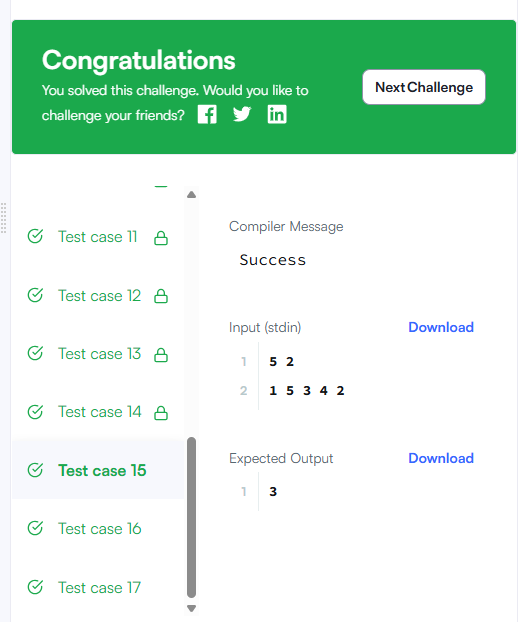 Congratulations
You solved this challenge. Would you like to
challenge your friends?
Next Challenge
Test case 11
Test case 12
Test case 13
Test case 14
Test case 15
Test case 16
Test case 17
Compiler Message
Success
Input (stdin)
Download
1 5 2
2 1 5 3 4 2
Expected Output
Download
1 3